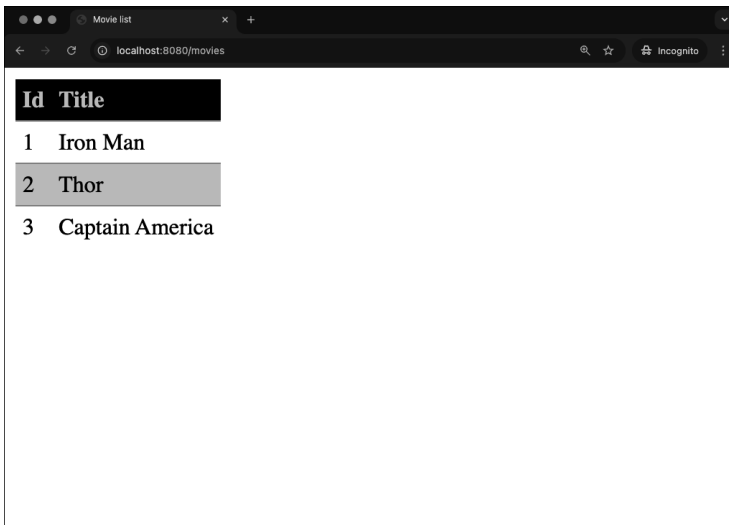 Movie list
localhost:8080/movies
Incognito
Id Title
1 Iron Man
2 Thor
3 Captain America